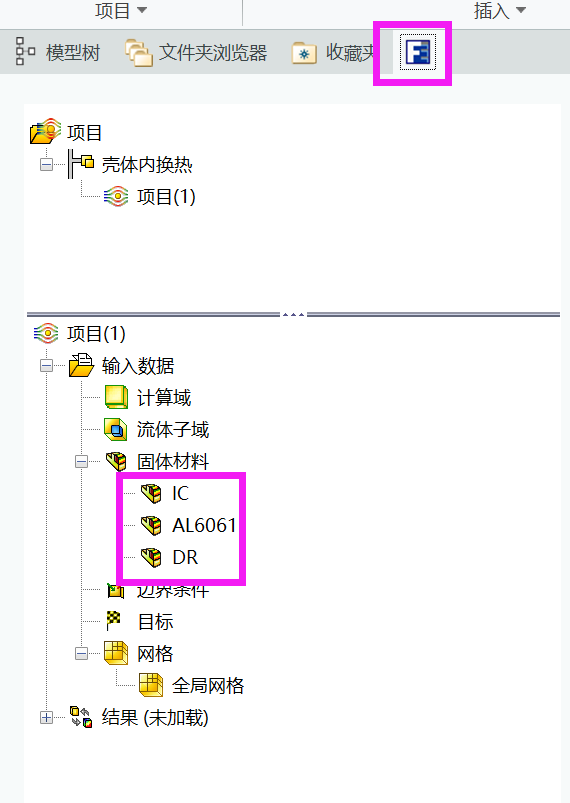 项目 插入
模型树 文件夹浏览器 收藏夹
项目
壳体内换热
项目(1)
项目(1)
输入数据
计算域
流体子域
固体材料
IC
AL6061
DR
边界条件
目标
网格
全局网格
结果 (未加载)